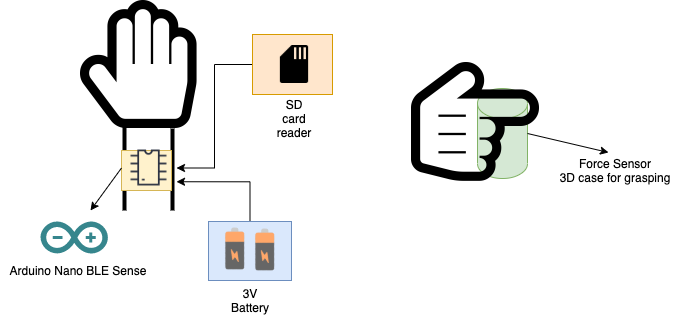 SD
card
reader
Force Sensor
3D case for grasping
Arduino Nano BLE Sense
3V
Battery